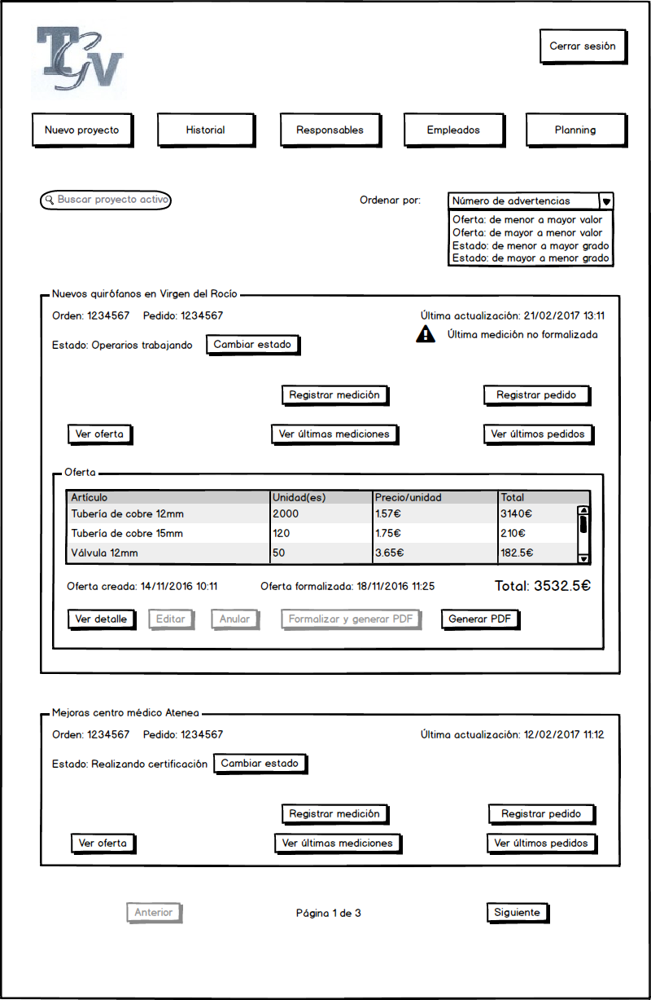 TGV
Cerrar sesión
Nuevo proyecto
Historial
Responsables
Empleados
Planning
Buscar proyecto activo
Ordenar por:
Número de advertencias
Oferta: de menor a mayor valor
Oferta: de mayor a menor valor
Estado: de menor a mayor grado
Estado: de mayor a menor grado
Nuevos quirófanos en Virgen del Rocío
Orden: 1234567 Pedido: 1234567
Última actualización: 21/02/2017 13:11
Última medición no formalizada
Estado: Operarios trabajando
Cambiar estado
Registrar medición
Registrar pedido
Ver oferta
Ver últimas mediciones
Ver últimos pedidos
Oferta
Artículo Unidad(es) Precio/unidad Total
Tubería de cobre 12mm 2000 1.57€ 3140€
Tubería de cobre 15mm 120 1.75€ 210€
Válvula 12mm 50 3.65€ 182.5€
Oferta creada: 14/11/2016 10:11
Oferta formalizada: 18/11/2016 11:25
Total: 3532.5€
Ver detalle
Editar
Anular
Formalizar y generar PDF
Generar PDF
Mejoras centro médico Atenea
Orden: 1234567 Pedido: 1234567
Última actualización: 12/02/2017 11:12
Estado: Realizando certificación
Cambiar estado
Registrar medición
Registrar pedido
Ver oferta
Ver últimas mediciones
Ver últimos pedidos
Anterior
Página 1 de 3
Siguiente